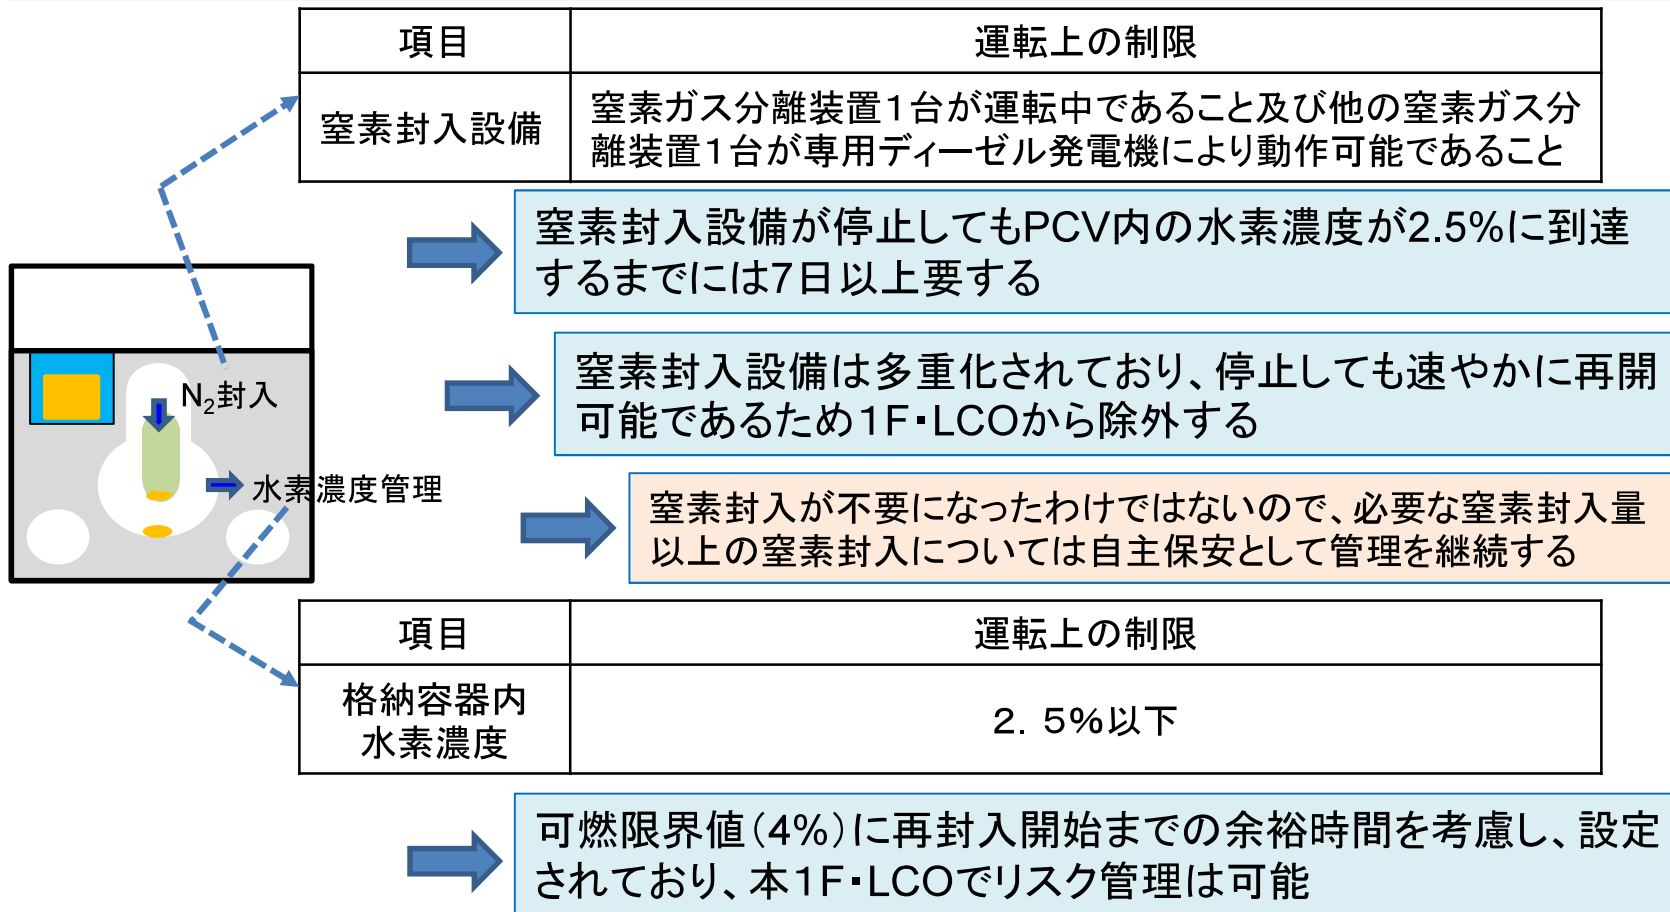 項目
運転上の制限
窒素封入設備
窒素ガス分離装置1台が運転中であること及び他の窒素ガス分
離装置1台が専用ディーゼル発電機により動作可能であること
窒素封入設備が停止してもPCV内の水素濃度が2.5%に到達
するまでには7日以上要する
窒素封入設備は多重化されており、停止しても速やかに再開
可能であるため1F・LCOから除外する
N₂封入
水素濃度管理
窒素封入が不要になったわけではないので、必要な窒素封入量
以上の窒素封入については自主保安として管理を継続する
項目
運転上の制限
格納容器内
水素濃度
2．5%以下
可燃限界値(4%)に再封入開始までの余裕時間を考慮し、設定
されており、本1F・LCOでリスク管理は可能